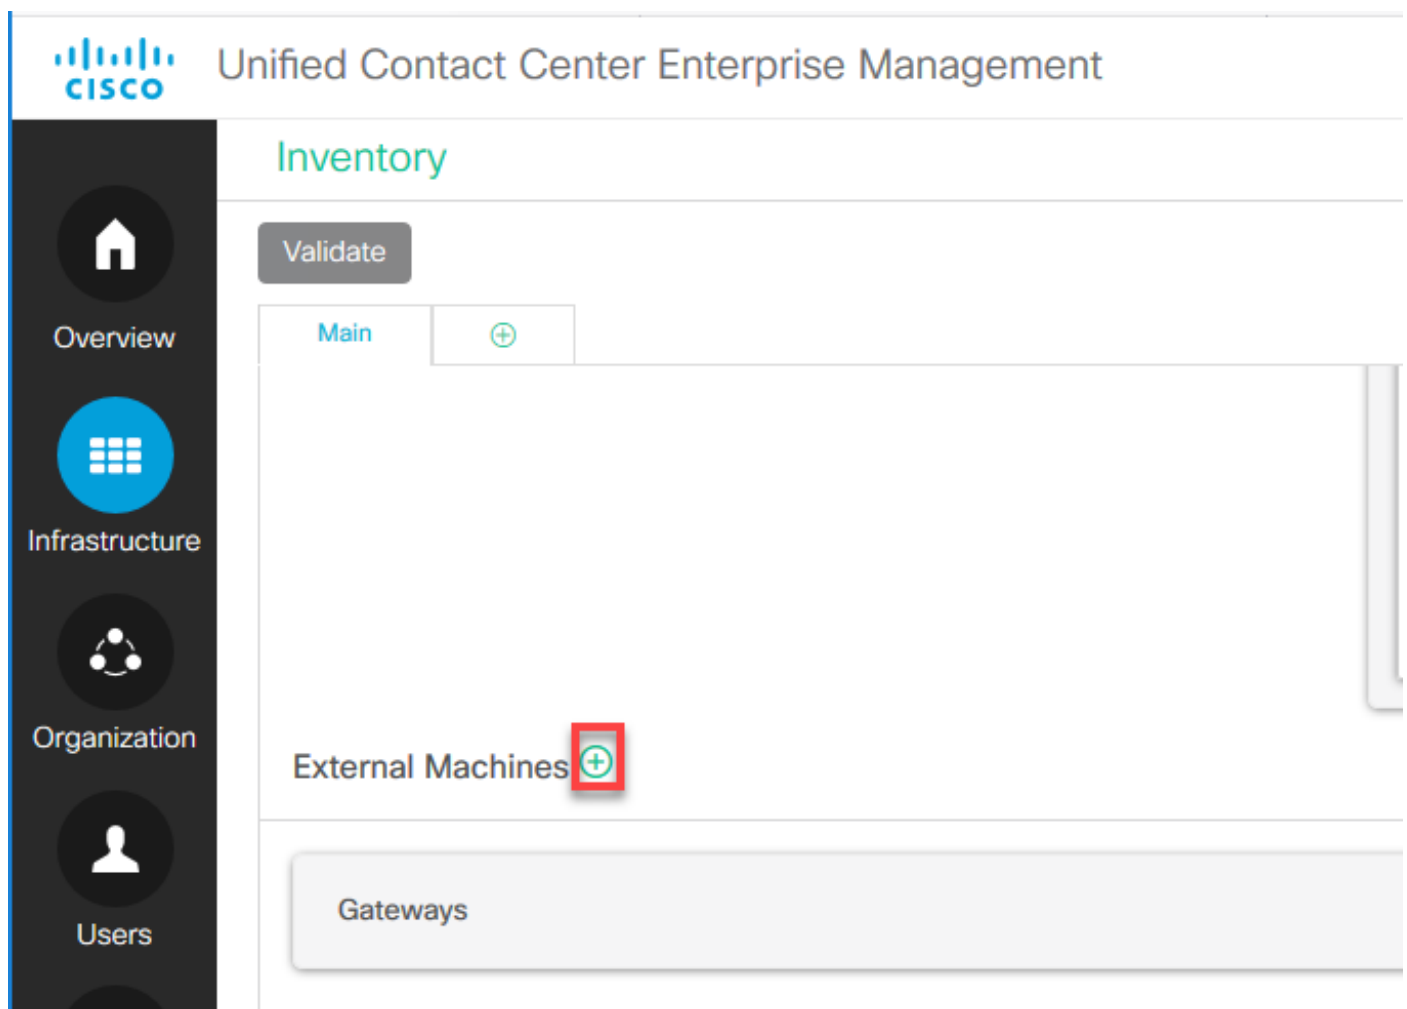 CISCO
Unified Contact Center Enterprise Management
Inventory
Validate
Main
Overview
Infrastructure
Organization
External Machines
Users
Gateways